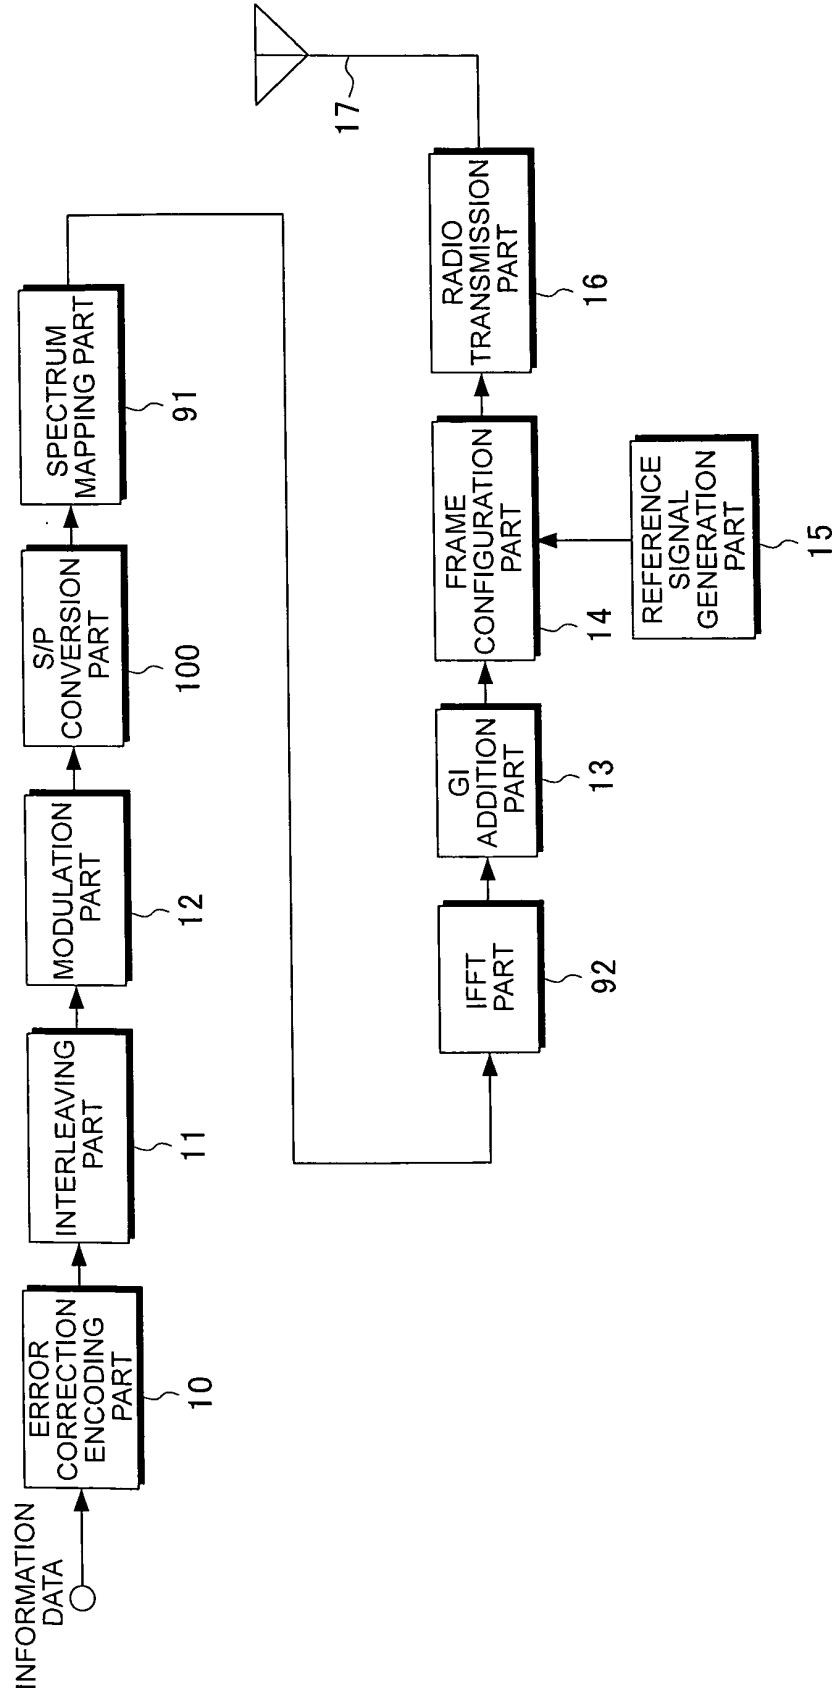 INFORMATION
DATA
ERROR
CORRECTION
ENCODING
PART
10
INTERLEAVING
PART
11
MODULATION
PART
12
S/P
CONVERSION
PART
100
SPECTRUM
MAPPING PART
91
IFFT
PART
92
GI
ADDITION
PART
13
FRAME
CONFIGURATION
PART
14
REFERENCE
SIGNAL
GENERATION
PART
15
RADIO
TRANSMISSION
PART
16
17